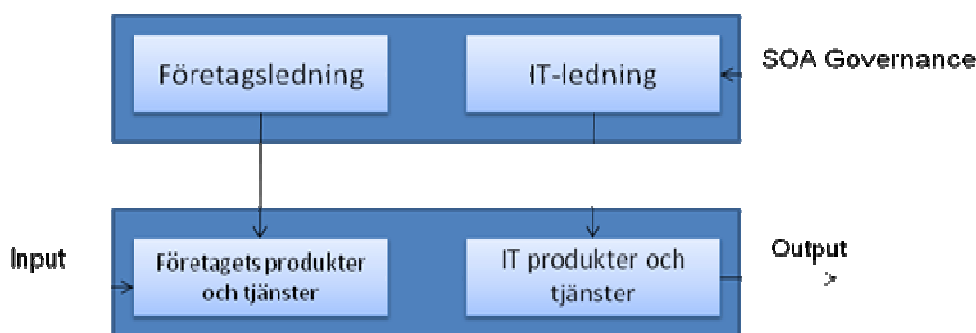 Företagsledning
IT-ledning
SOA Governance
Input
Företagets produkter
och tjänster
IT produkter och
tjänster
Output